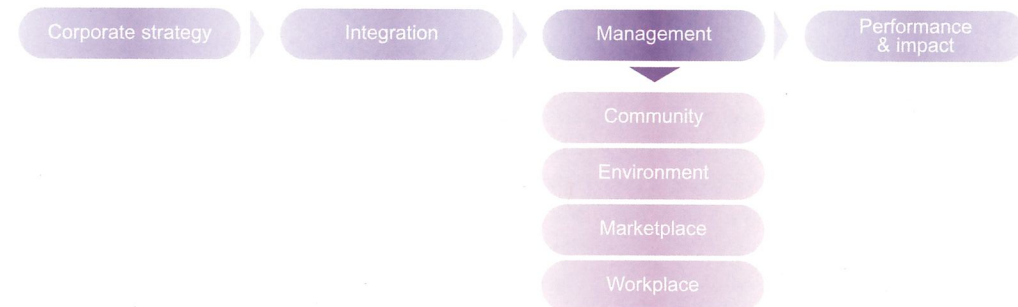 Corporate strategy
Integration
Management
Performance
& impact
Community
Environment
Marketplace
Workplace